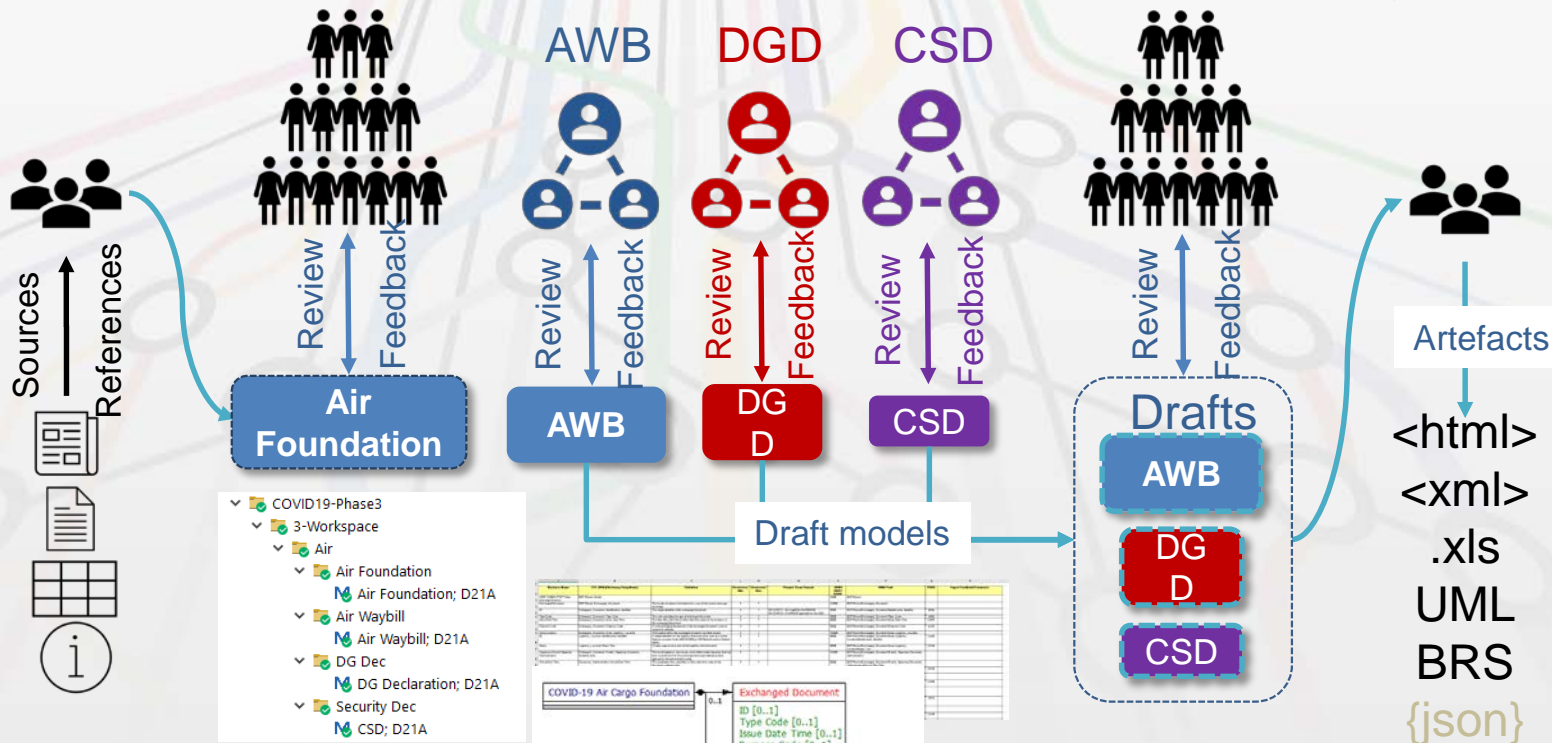 AWB
DGD
CSD
Sources
References
Review
Feedback
Review
Feedback
Review
Feedback
Review
Feedback
Review
Feedback
Air
Foundation
AWB
DG
D
CSD
Drafts
AWB
DG
D
CSD
Draft models
Artefacts
<html>
<xml>
.xls
UML
BRS
{json}
COVID19-Phase3
3-Workspace
Air
Air Foundation
Air Foundation; D21A
Air Waybill
Air Waybill; D21A
DG Dec
DG Declaration; D21A
Security Dec
CSD; D21A
COVID-19 Air Cargo Foundation
0..1
Exchanged Document
ID [0..1]
Type Code [0..1]
Issue Date Time [0..1]